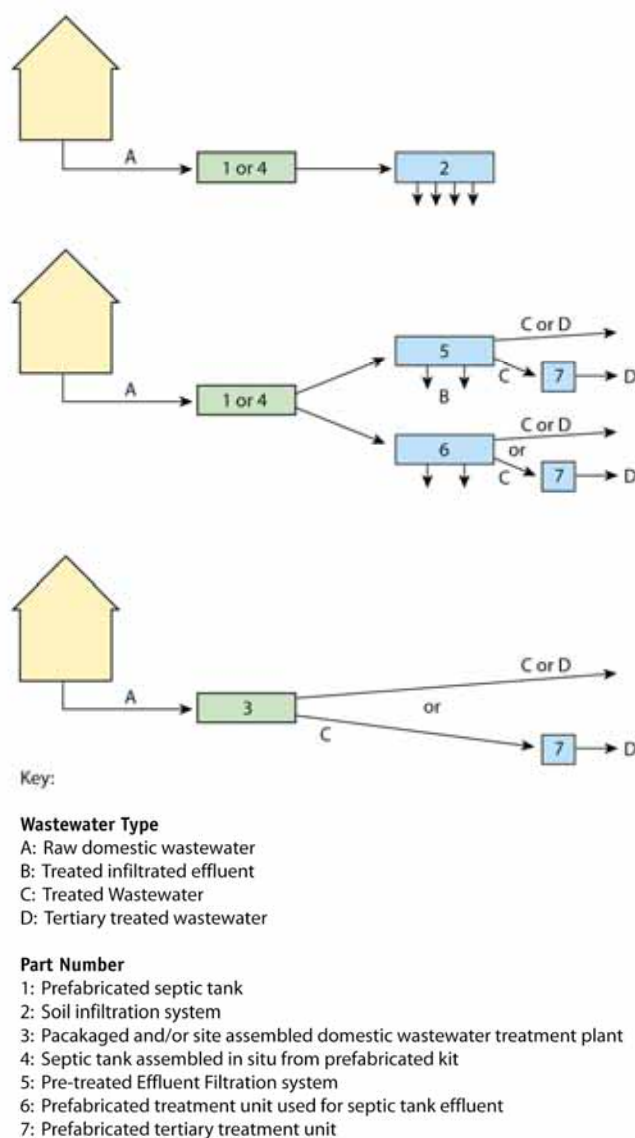 A
1 or 4
2
C or D
5
C
7
D
B
A
1 or 4
C or D
6
or
C
7
D
C or D
A
3
or
C
7
D
Key:
Wastewater Type
A: Raw domestic wastewater
B: Treated infiltrated effluent
C: Treated Wastewater
D: Tertiary treated wastewater
Part Number
1: Prefabricated septic tank
2: Soil infiltration system
3: Pacakaged and/or site assembled domestic wastewater treatment plant
4: Septic tank assembled in situ from prefabricated kit
5: Pre-treated Effluent Filtration system
6: Prefabricated treatment unit used for septic tank effluent
7: Prefabricated tertiary treatment unit